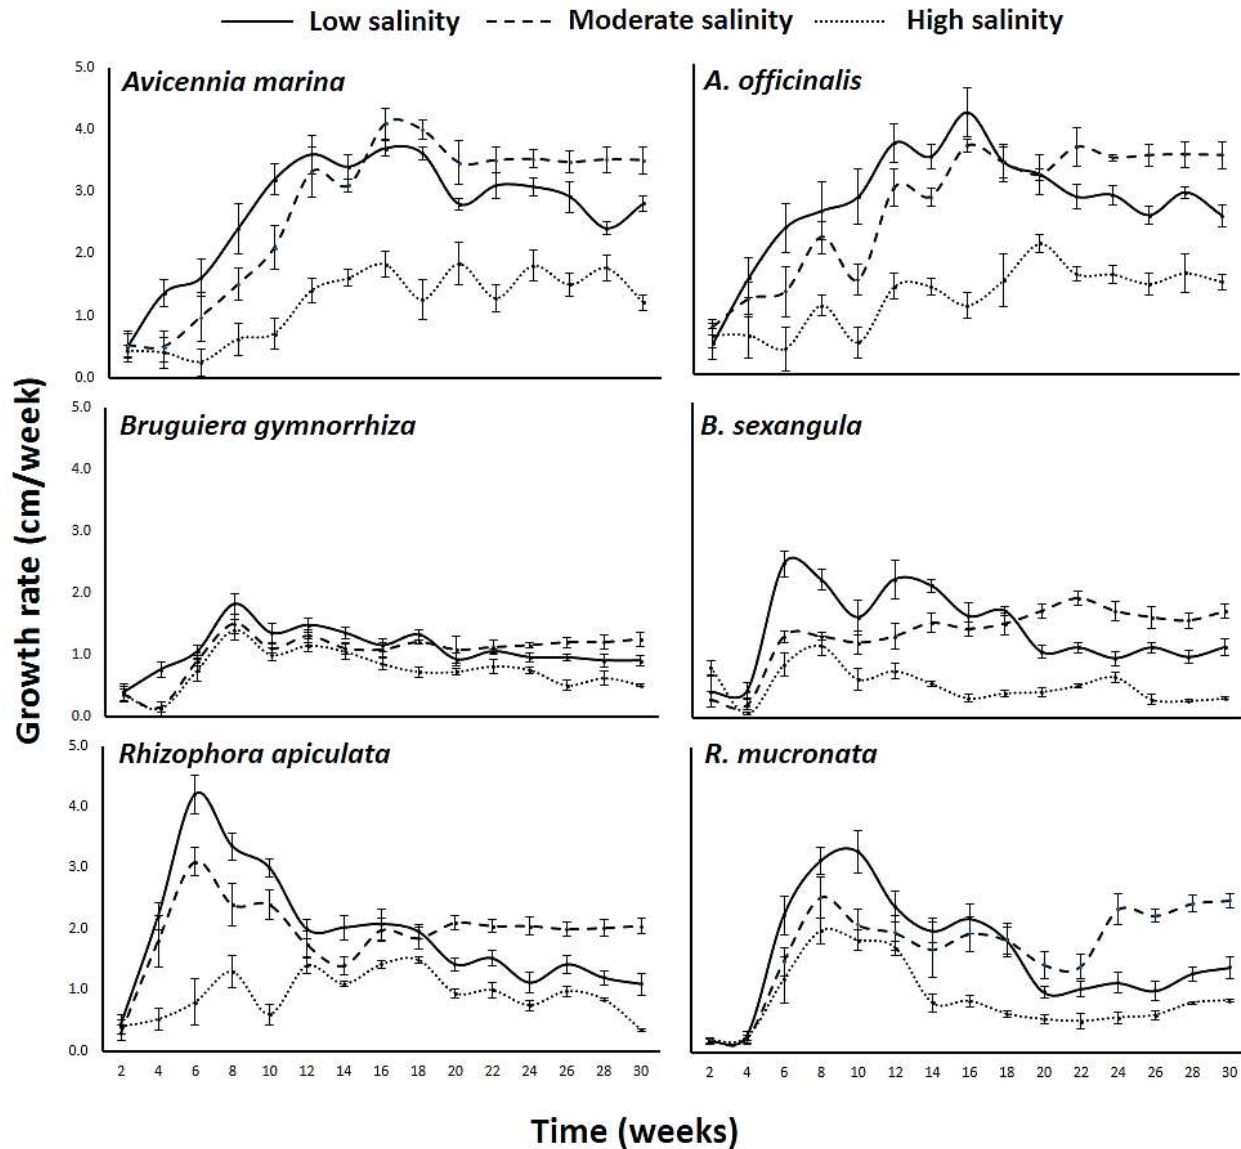 Low salinity Moderate salinity High salinity
Avicennia marina
A. officinalis
5.0
4.0
3.0
2.0
1.0
0.0
Bruguiera gymnorrhiza
B. sexangula
5.0
4.0
3.0
2.0
1.0
0.0
Rhizophora apiculata
R. mucronata
5.0
4.0
3.0
2.0
1.0
0.0
2 4 6 8 10 12 14 16 18 20 22 24 26 28 30
2 4 6 8 10 12 14 16 18 20 22 24 26 28 30
Growth rate (cm/week)
Time (weeks)